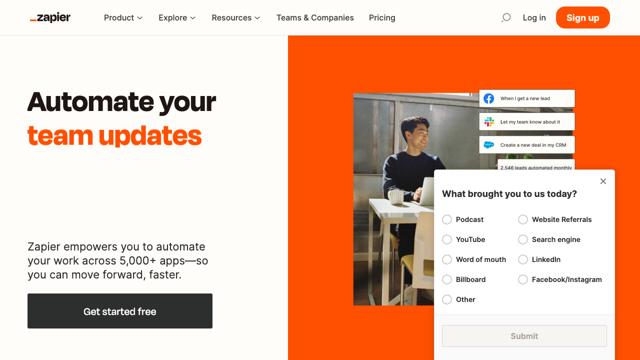 zapier
Product
Explore
Resources
Teams & Companies
Pricing
Log in
Sign up
Automate your
team updates
Zapier empowers you to automate
your work across 5,000+ apps—so
you can move forward, faster.
Get started free
When I get a new lead
Let my team know about it
Create a new deal in my CRM
2,546 leads automated monthly
What brought you to us today?
Podcast
Website Referrals
YouTube
Search engine
Word of mouth
LinkedIn
Billboard
Facebook/Instagram
Other
Submit